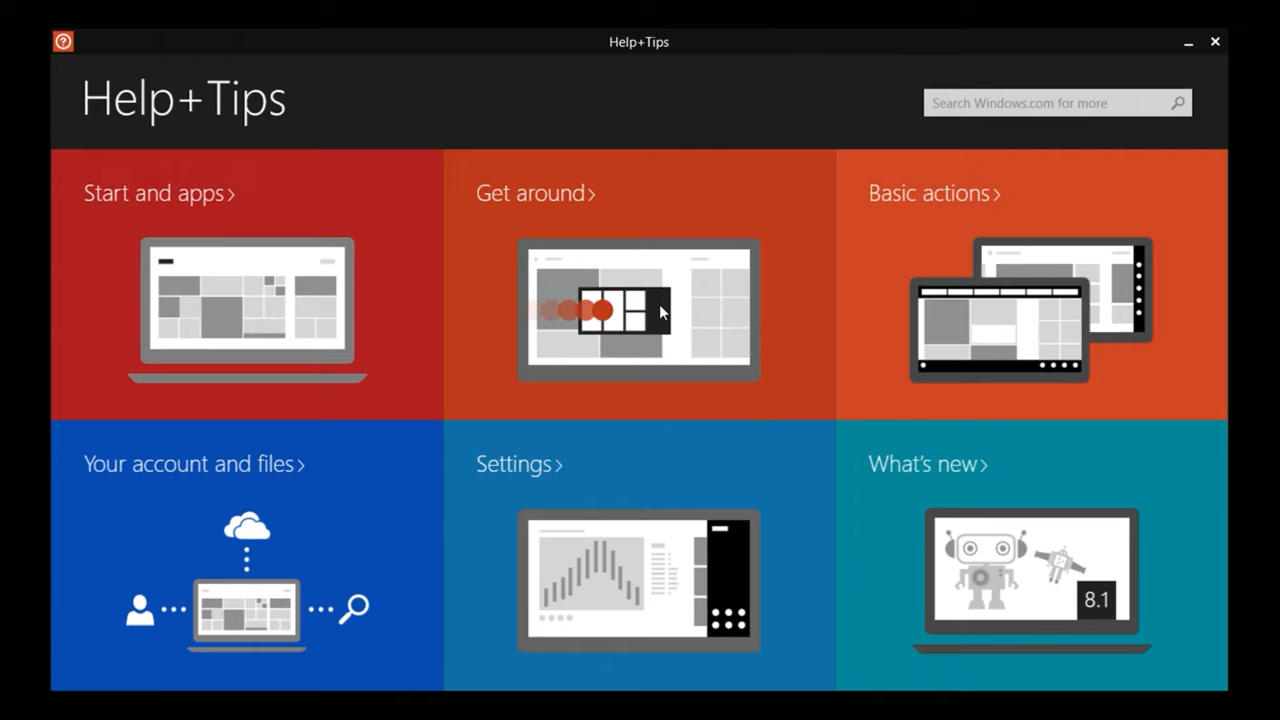 Help+Tips
Help+Tips
Search Windows.com for more
Start and apps›
Get around›
Basic actions›
Your account and files›
Settings›
What's new›
8.1